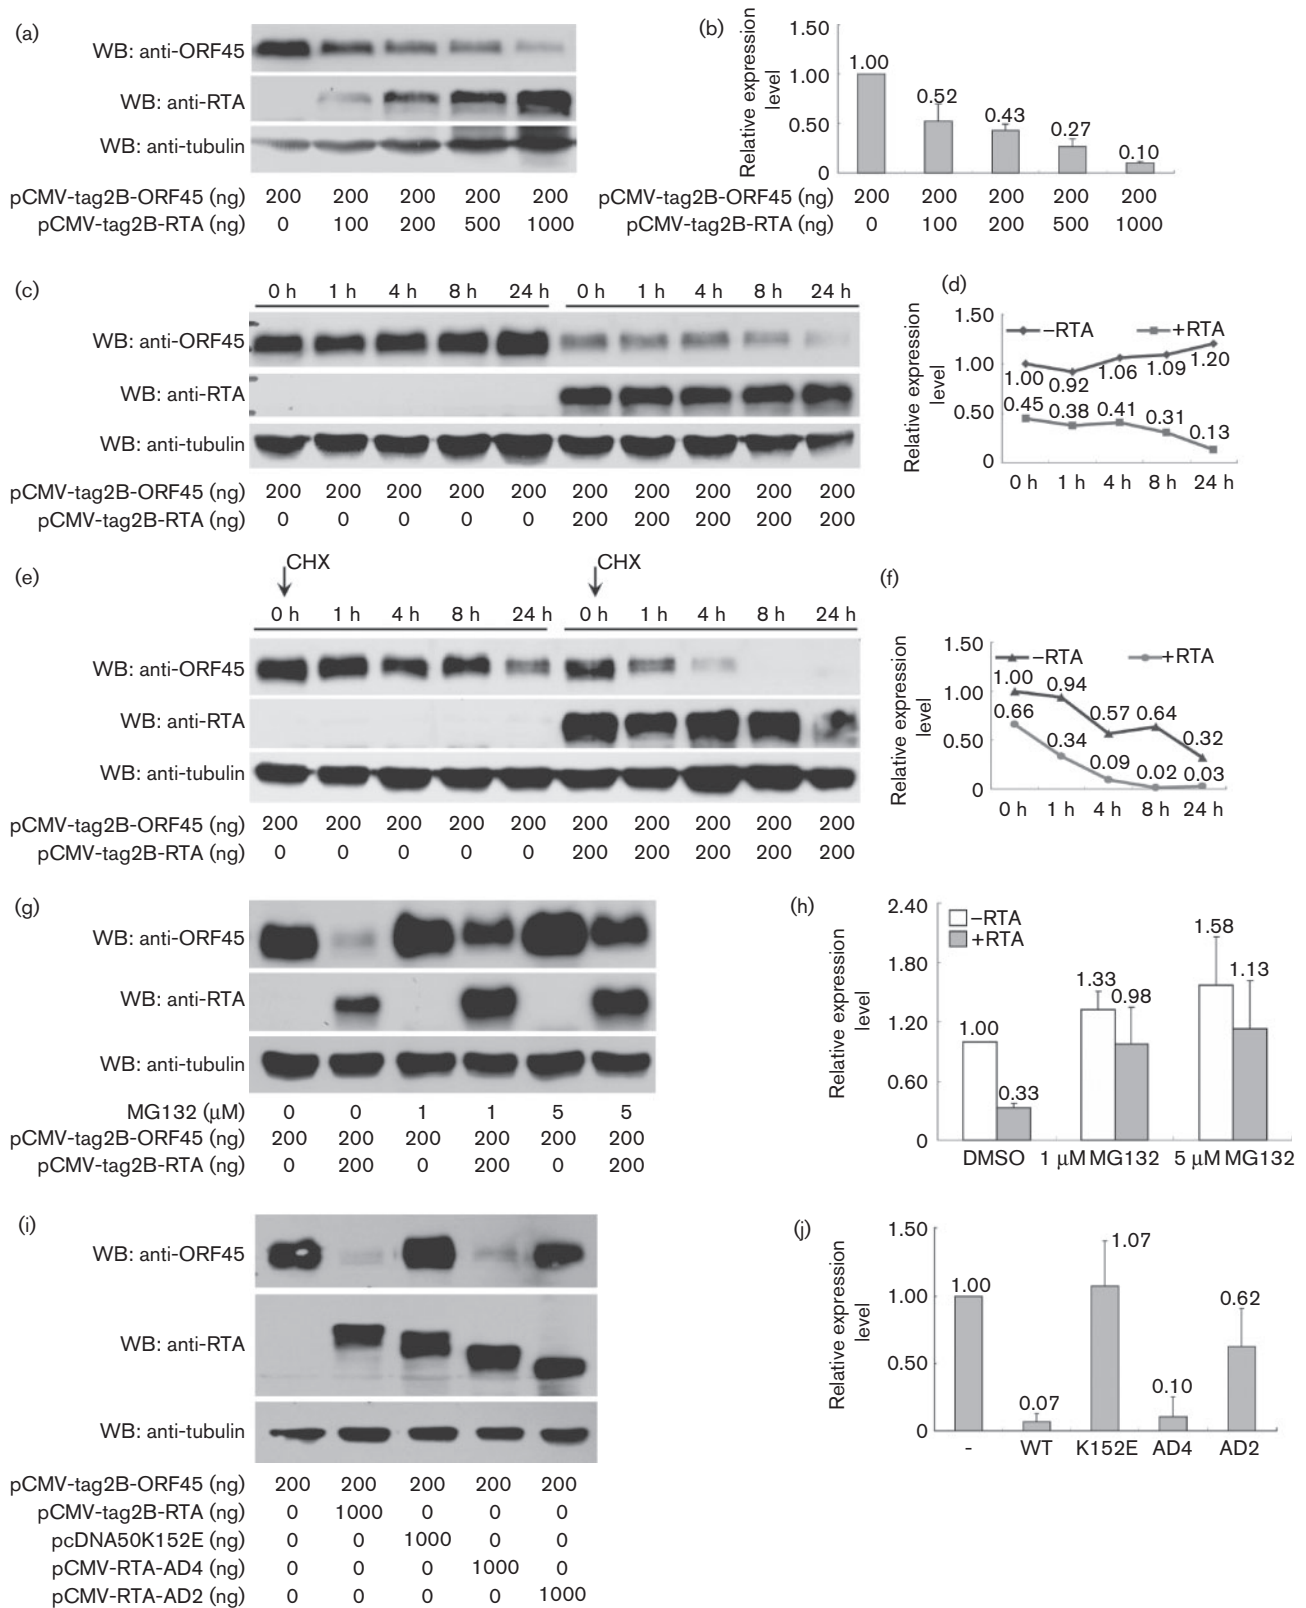 (a)
WB: anti-ORF45
WB: anti-RTA
WB: anti-tubulin
pCMV-tag2B-ORF45 (ng) 200 200 200 200 200
pCMV-tag2B-RTA (ng) 0 100 200 500 1000
(b)
Relative expression level
1.50
1.00
0.50
0
1.00 0.52 0.43 0.27 0.10
pCMV-tag2B-ORF45 (ng) 200 200 200 200 200
pCMV-tag2B-RTA (ng) 0 100 200 500 1000
(c)
0 h 1 h 4 h 8 h 24 h 0 h 1 h 4 h 8 h 24 h
WB: anti-ORF45
WB: anti-RTA
WB: anti-tubulin
pCMV-tag2B-ORF45 (ng) 200 200 200 200 200 200 200 200 200 200
pCMV-tag2B-RTA (ng) 0 0 0 0 0 200 200 200 200 200
(d)
Relative expression level
1.50
1.00
0.50
0
–RTA +RTA
1.00 0.92 1.06 1.09 1.20
0.45 0.38 0.41 0.31 0.13
0 h 1 h 4 h 8 h 24 h
(e)
CHX CHX
0 h 1 h 4 h 8 h 24 h 0 h 1 h 4 h 8 h 24 h
WB: anti-ORF45
WB: anti-RTA
WB: anti-tubulin
pCMV-tag2B-ORF45 (ng) 200 200 200 200 200 200 200 200 200 200
pCMV-tag2B-RTA (ng) 0 0 0 0 0 200 200 200 200 200
(f)
Relative expression level
1.50
1.00
0.50
0
–RTA +RTA
1.00 0.94 0.57 0.64 0.32
0.66 0.34 0.09 0.02 0.03
0 h 1 h 4 h 8 h 24 h
(g)
WB: anti-ORF45
WB: anti-RTA
WB: anti-tubulin
MG132 (μM) 0 0 1 1 5 5
pCMV-tag2B-ORF45 (ng) 200 200 200 200 200 200
pCMV-tag2B-RTA (ng) 0 200 0 200 0 200
(h)
Relative expression level
2.40
1.80
1.20
0.60
0
–RTA
+RTA
1.00 0.33 1.33 0.98 1.58 1.13
DMSO 1 μM MG132 5 μM MG132
(i)
WB: anti-ORF45
WB: anti-RTA
WB: anti-tubulin
pCMV-tag2B-ORF45 (ng) 200 200 200 200 200
pCMV-tag2B-RTA (ng) 0 1000 0 0 0
pcDNA50K152E (ng) 0 0 1000 0 0
pCMV-RTA-AD4 (ng) 0 0 0 1000 0
pCMV-RTA-AD2 (ng) 0 0 0 0 1000
(j)
Relative expression level
1.50
1.00
0.50
0
1.00 0.07 1.07 0.10 0.62
- WT K152E AD4 AD2